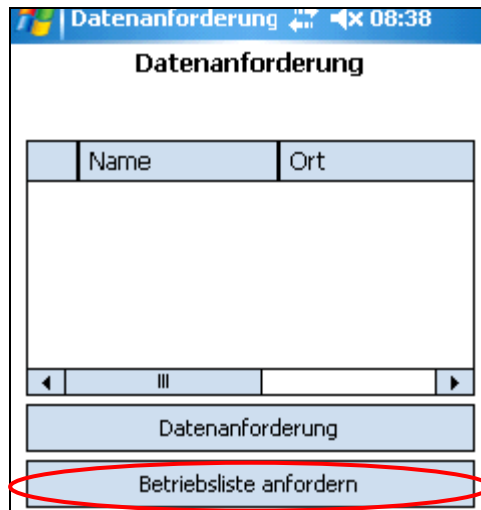 Datenanforderung 08:38
Datenanforderung
Name Ort
Datenanforderung
Betriebsliste anfordern